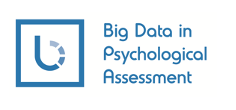 Big Data in
Psychological
Assessment